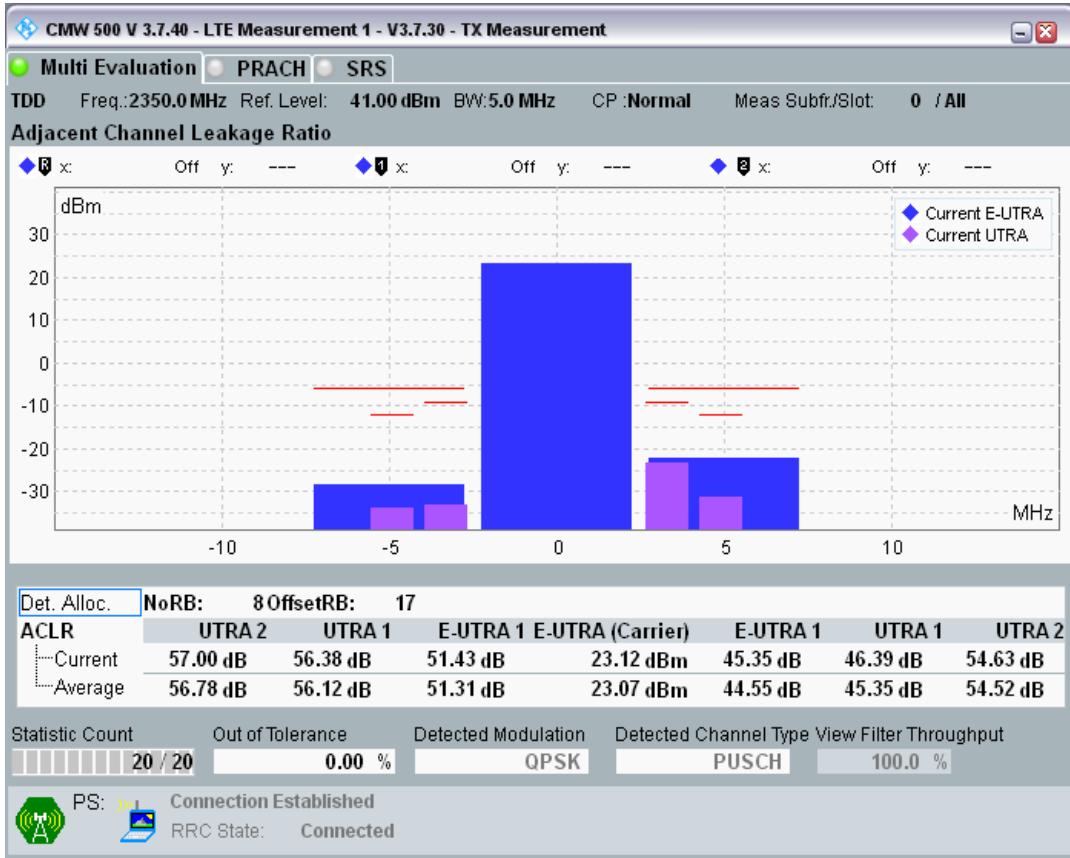 CMW 500 V 3.7.40 - LTE Measurement 1 - V3.7.30 - TX Measurement
Multi Evaluation PRACH SRS
TDD Freq.:2350.0 MHz Ref. Level: 41.00 dBm BW:5.0 MHz CP :Normal Meas Subfr./Slot: 0 / All
Adjacent Channel Leakage Ratio
R x: Off y: --- 1 x: Off y: --- 2 x: Off y: ---
dBm
Current E-UTRA
Current UTRA
30
20
10
0
-10
-20
-30
MHz
-10 -5 0 5 10
Det. Alloc. NoRB: 8 OffsetRB: 17
ACLR UTRA 2 UTRA 1 E-UTRA 1 E-UTRA (Carrier) E-UTRA 1 UTRA 1 UTRA 2
Current 57.00 dB 56.38 dB 51.43 dB 23.12 dBm 45.35 dB 46.39 dB 54.63 dB
Average 56.78 dB 56.12 dB 51.31 dB 23.07 dBm 44.55 dB 45.35 dB 54.52 dB
Statistic Count Out of Tolerance Detected Modulation Detected Channel Type View Filter Throughput
20 / 20 0.00 % QPSK PUSCH 100.0 %
PS: Connection Established
RRC State: Connected